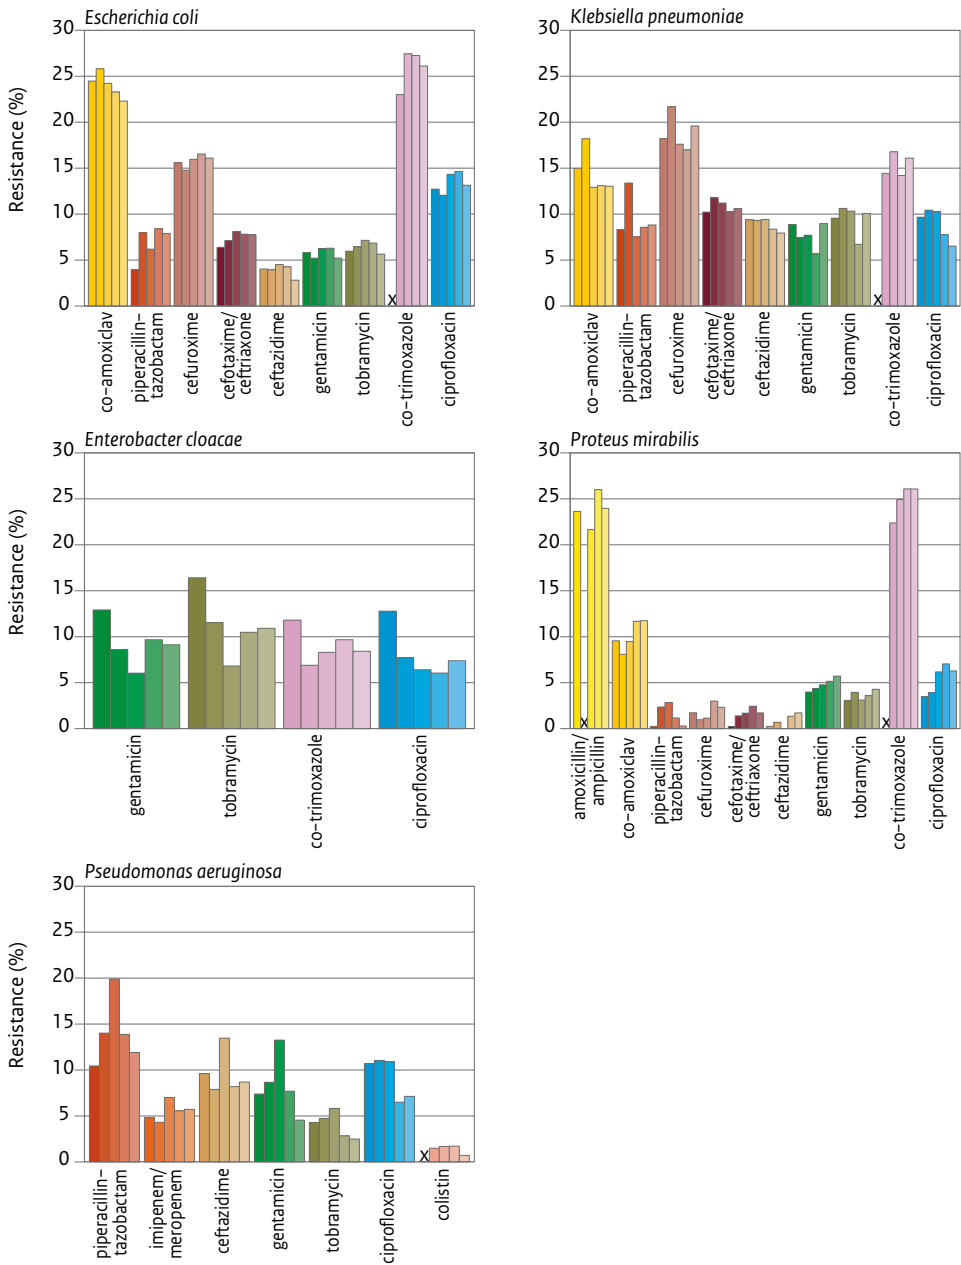 Escherichia coli
Resistance (%)
30
25
20
15
10
5
0
x
co-amoxiclav
piperacillin-
tazobactam
cefuroxime
cefotaxime/
ceftriaxone
ceftazidime
gentamicin
tobramycin
co-trimoxazole
ciprofloxacin
Klebsiella pneumoniae
30
25
20
15
10
5
0
x
co-amoxiclav
piperacillin-
tazobactam
cefuroxime
cefotaxime/
ceftriaxone
ceftazidime
gentamicin
tobramycin
co-trimoxazole
ciprofloxacin
Enterobacter cloacae
Resistance (%)
30
25
20
15
10
5
0
gentamicin
tobramycin
co-trimoxazole
ciprofloxacin
Proteus mirabilis
30
25
20
15
10
5
0
x
x
amoxicillin/
ampicillin
co-amoxiclav
piperacillin-
tazobactam
cefuroxime
cefotaxime/
ceftriaxone
ceftazidime
gentamicin
tobramycin
co-trimoxazole
ciprofloxacin
Pseudomonas aeruginosa
Resistance (%)
30
25
20
15
10
5
0
x
piperacillin-
tazobactam
imipenem/
meropenem
ceftazidime
gentamicin
tobramycin
ciprofloxacin
colistin